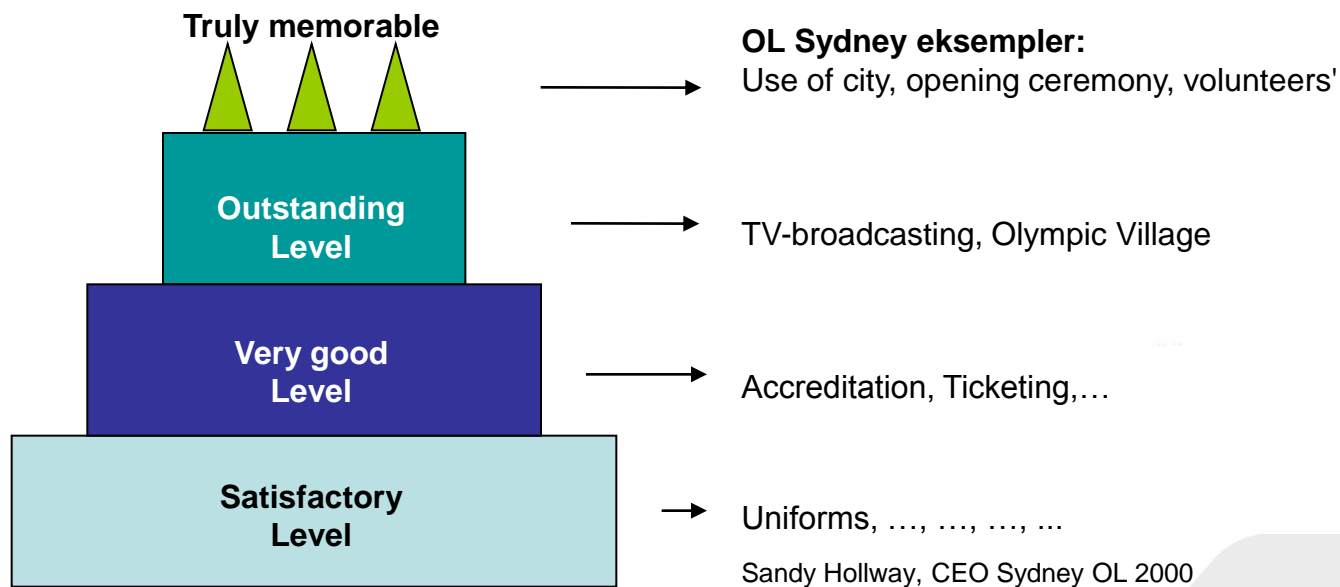 Truly memorable
OL Sydney eksempler:
Use of city, opening ceremony, volunteers'
Outstanding
Level
TV-broadcasting, Olympic Village
Very good
Level
Accreditation, Ticketing,…
Satisfactory
Level
Uniforms, …, …, …, ...
Sandy Hollway, CEO Sydney OL 2000